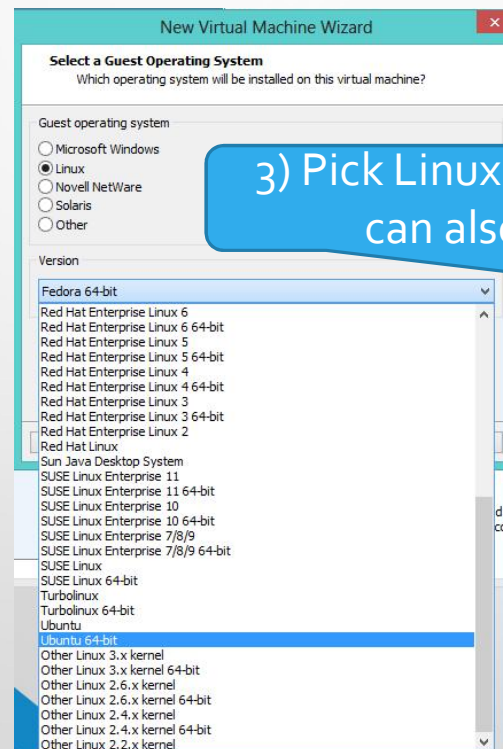 New Virtual Machine Wizard
Select a Guest Operating System
Which operating system will be installed on this virtual machine?
Guest operating system
Microsoft Windows
Linux
Novell NetWare
Solaris
Other
3) Pick Linux
can also
Version
Fedora 64-bit
Red Hat Enterprise Linux 6
Red Hat Enterprise Linux 6 64-bit
Red Hat Enterprise Linux 5
Red Hat Enterprise Linux 5 64-bit
Red Hat Enterprise Linux 4
Red Hat Enterprise Linux 4 64-bit
Red Hat Enterprise Linux 3
Red Hat Enterprise Linux 3 64-bit
Red Hat Enterprise Linux 2
Red Hat Linux
Sun Java Desktop System
SUSE Linux Enterprise 11
SUSE Linux Enterprise 11 64-bit
SUSE Linux Enterprise 10
SUSE Linux Enterprise 10 64-bit
SUSE Linux Enterprise 7/8/9
SUSE Linux Enterprise 7/8/9 64-bit
SUSE Linux
SUSE Linux 64-bit
Turbolinux
Turbolinux 64-bit
Ubuntu
Ubuntu 64-bit
Other Linux 3.x kernel
Other Linux 3.x kernel 64-bit
Other Linux 2.6.x kernel
Other Linux 2.6.x kernel 64-bit
Other Linux 2.4.x kernel
Other Linux 2.4.x kernel 64-bit
Other Linux 2.2.x kernel